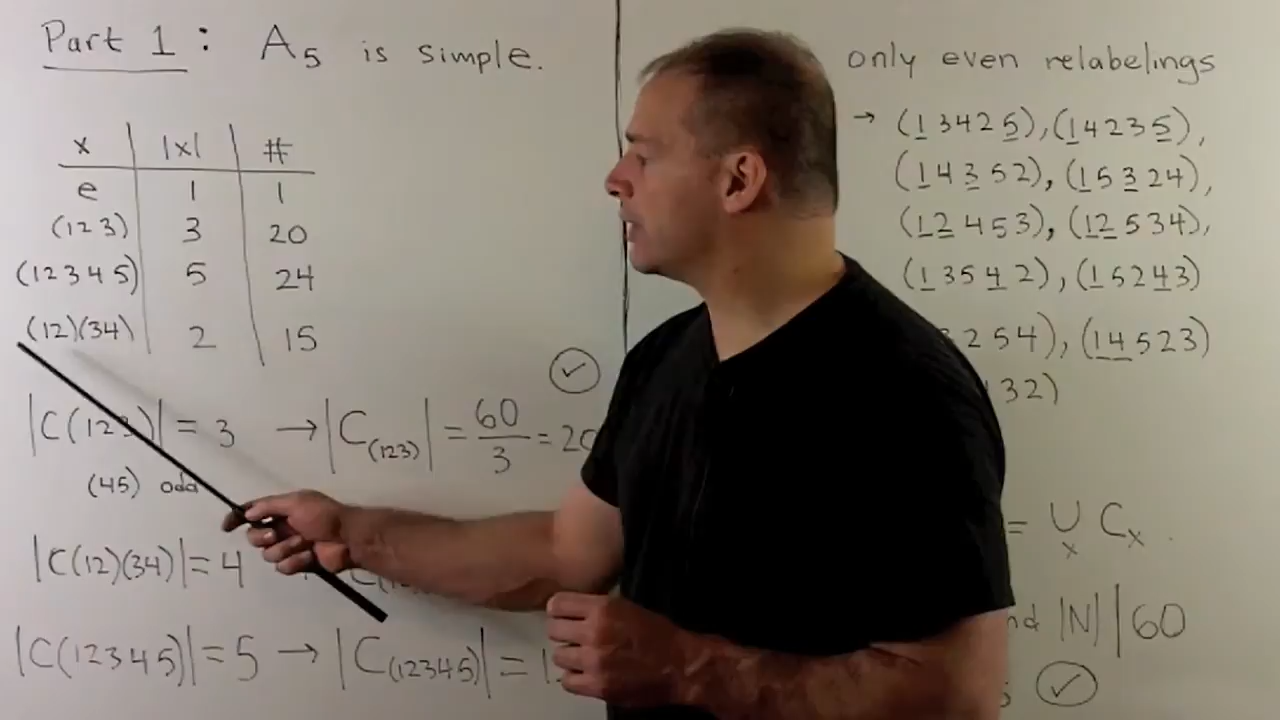 Part 1 : A5 is simple.
x |x| #
e 1 1
(123) 3 20
(12345) 5 24
(12)(34) 2 15
|C(123)| = 3 → |C(123)| = 60/3 = 20
(45) odd
|C(12)(34)| = 4
|C(12345)| = 5 → |C(12345)| = 1
only even relabelings
→ (13425), (14235),
(14352), (15324),
(12453), (12534),
(13542), (15243)
254), (14523)
132)
= ∪x Cx .
nd |N| | 60